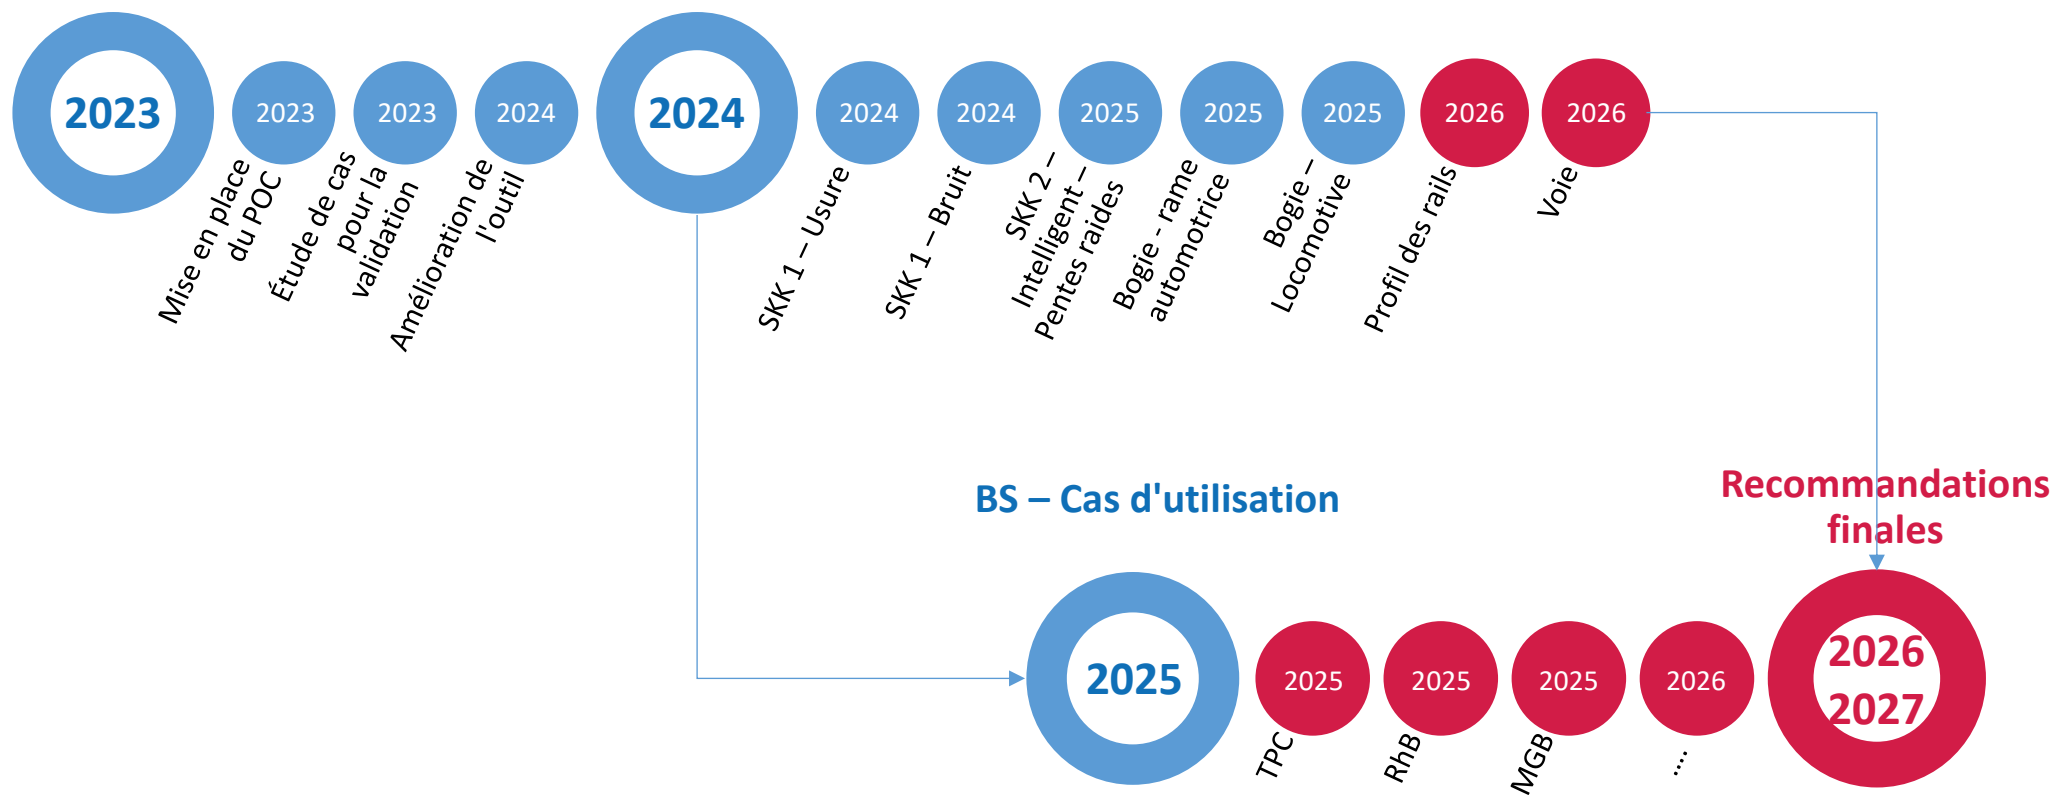 2023
2023
Mise en place
du POC
2023
Étude de cas
pour la
validation
2024
Amélioration de
l'outil
2024
2024
SKK 1 – Usure
2024
SKK 1 – Bruit
2025
SKK 2 –
Intelligent –
Pentes raides
2025
Bogie - rame
automotrice
2025
Bogie –
Locomotive
2026
Profil des rails
2026
Voie
BS – Cas d'utilisation
Recommandations
finales
2025
2025
TPC
2025
RhB
2025
MGB
2026
....
2026
2027